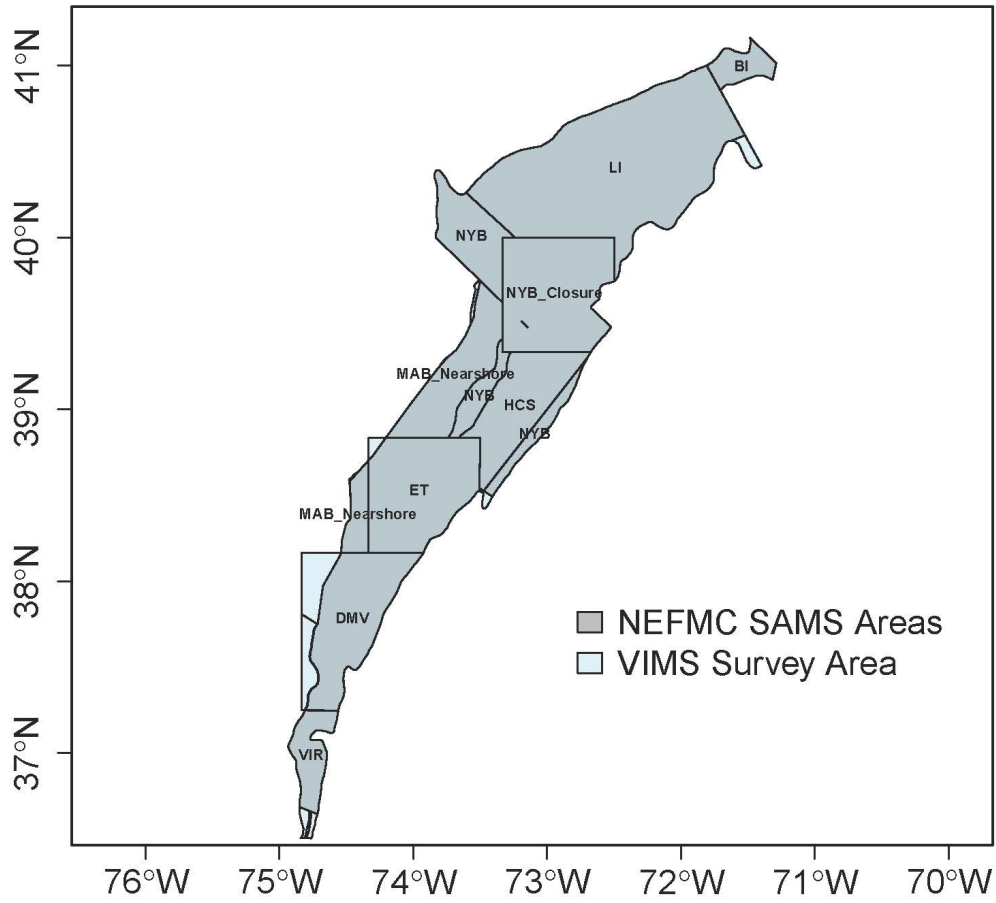 41°N
BI
LI
40°N
NYB
NYB_Closure
MAB_Nearshore
NYB
39°N
HCS
NYB
ET
MAB_Nearshore
38°N
DMV
NEFMC SAMS Areas
VIMS Survey Area
37°N
VIR
76°W 75°W 74°W 73°W 72°W 71°W 70°W